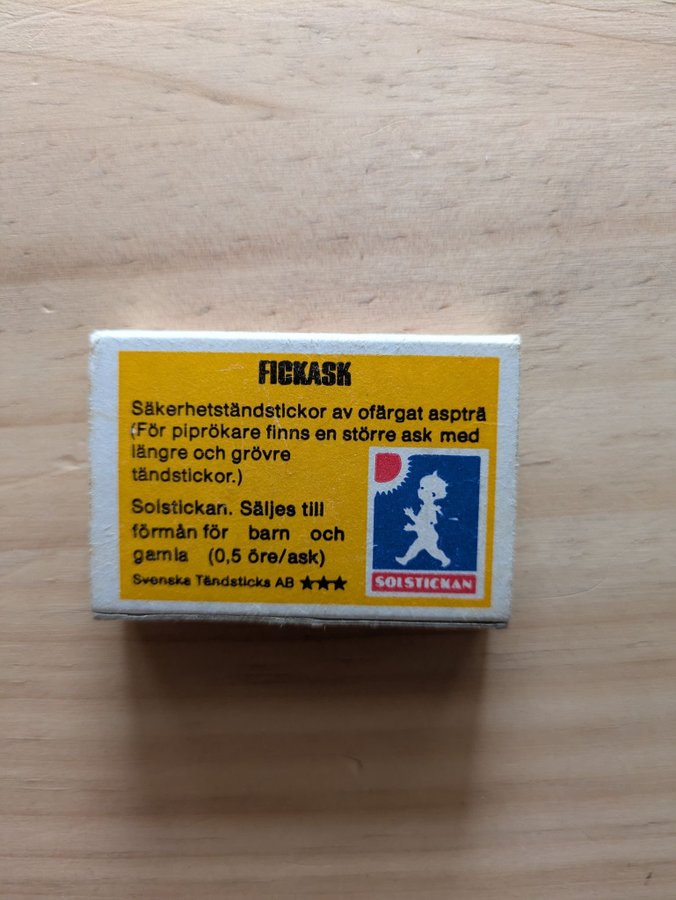 FICKASK
Säkerhetständstickor av ofärgat aspträ
(För piprökare finns en större ask med
längre och grövre
tändstickor.)
Solstickan. Säljes till
förmån för barn och
gamla (0,5 öre/ask)
Svenska Tändsticks AB ★★★
SOLSTICKAN